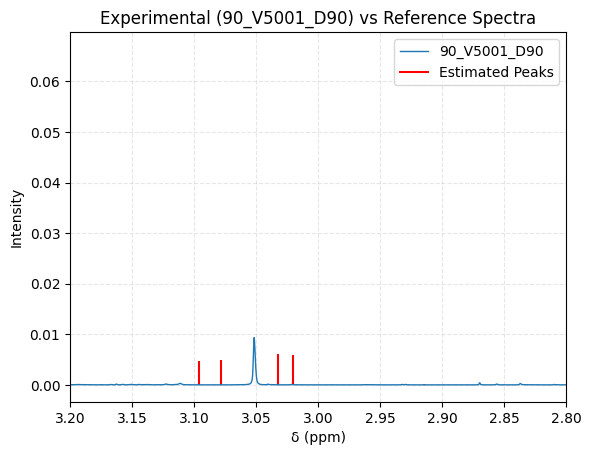 Experimental (90_V5001_D90) vs Reference Spectra
90_V5001_D90
Estimated Peaks
Intensity
0.06
0.05
0.04
0.03
0.02
0.01
0.00
3.20 3.15 3.10 3.05 3.00 2.95 2.90 2.85 2.80
δ (ppm)